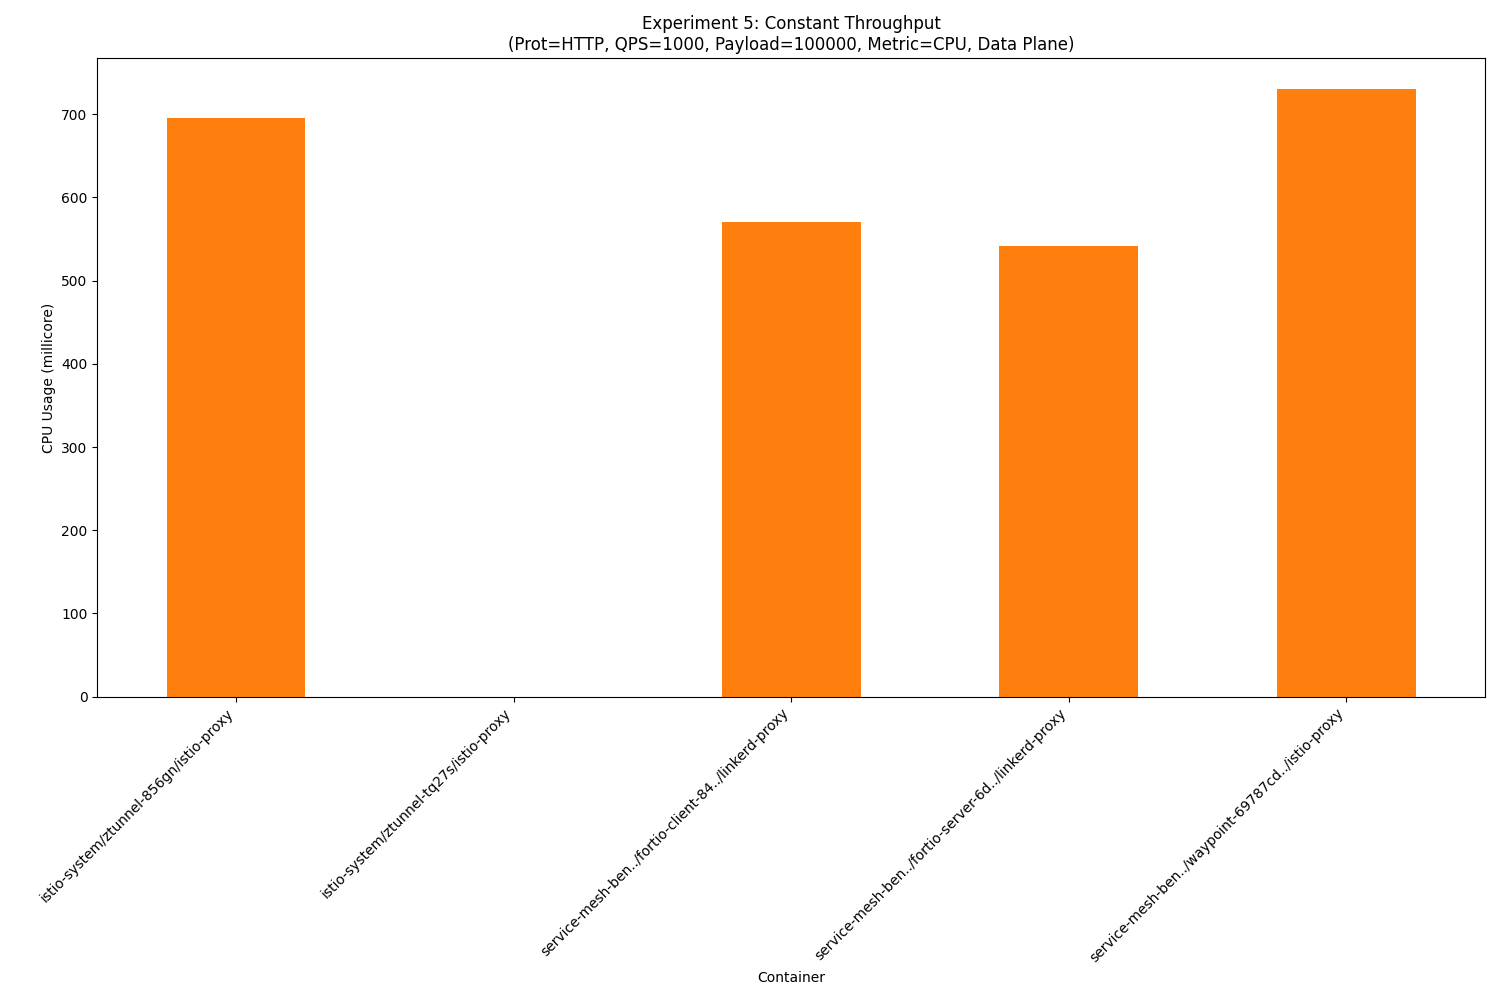 Experiment 5: Constant Throughput
(Prot=HTTP, QPS=1000, Payload=100000, Metric=CPU, Data Plane)
CPU Usage (millicore)
700
600
500
400
300
200
100
0
istio-system/ztunnel-856gn/istio-proxy
istio-system/ztunnel-tq27s/istio-proxy
service-mesh-ben../fortio-client-84../linkerd-proxy
service-mesh-ben../fortio-server-6d../linkerd-proxy
service-mesh-ben../waypoint-69787cd../istio-proxy
Container